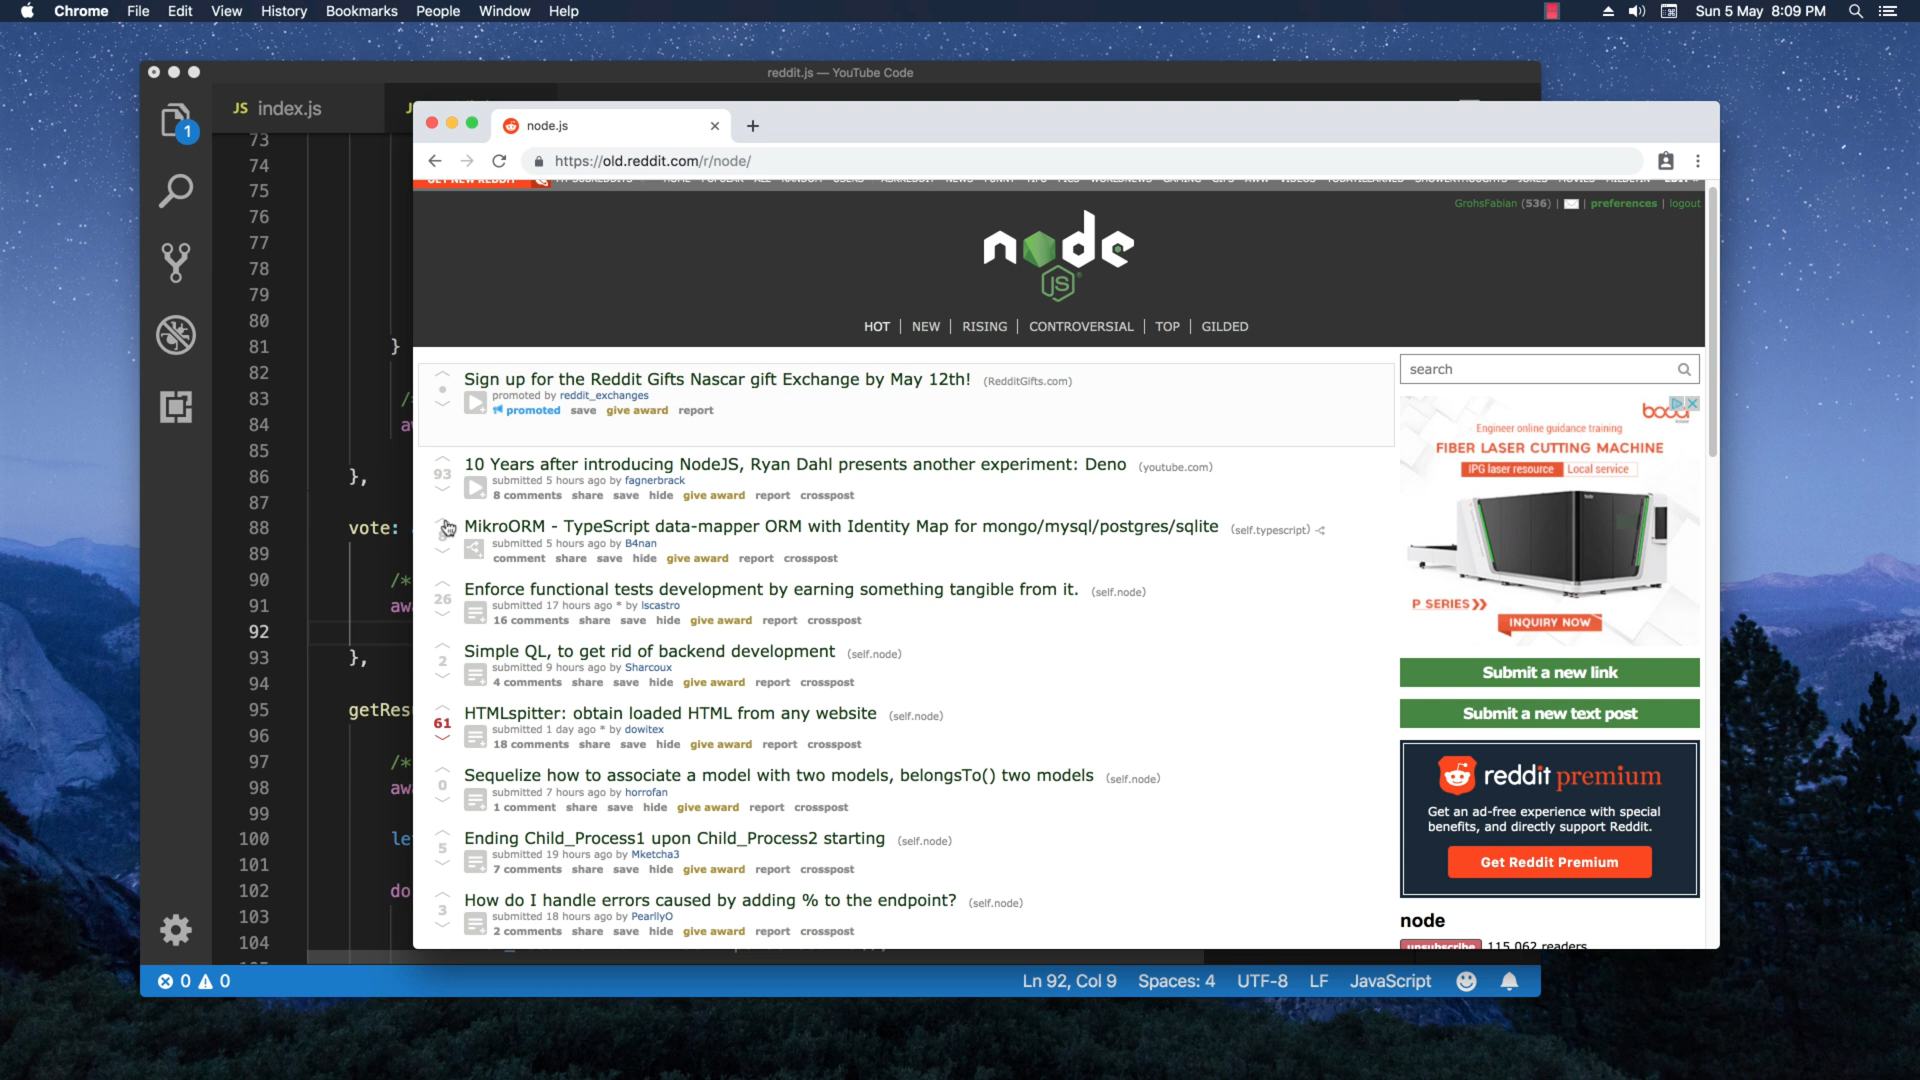 Chrome File Edit View History Bookmarks People Window Help
Sun 5 May 8:09 PM
reddit.js — YouTube Code
1
JS index.js
node.js
https://old.reddit.com/r/node/
GrohsFabian (536) | preferences | logout
node
JS
HOT | NEW | RISING | CONTROVERSIAL | TOP | GILDED
Sign up for the Reddit Gifts Nascar gift Exchange by May 12th! (RedditGifts.com)
promoted by reddit_exchanges
promoted save give award report
93
10 Years after introducing NodeJS, Ryan Dahl presents another experiment: Deno (youtube.com)
submitted 5 hours ago by fagnerbrack
8 comments share save hide give award report crosspost
MikroORM - TypeScript data-mapper ORM with Identity Map for mongo/mysql/postgres/sqlite (self.typescript)
submitted 5 hours ago by B4nan
comment share save hide give award report crosspost
26
Enforce functional tests development by earning something tangible from it. (self.node)
submitted 17 hours ago * by lscastro
16 comments share save hide give award report crosspost
2
Simple QL, to get rid of backend development (self.node)
submitted 9 hours ago by Sharcoux
4 comments share save hide give award report crosspost
61
HTMLspitter: obtain loaded HTML from any website (self.node)
submitted 1 day ago * by dowitex
18 comments share save hide give award report crosspost
0
Sequelize how to associate a model with two models, belongsTo() two models (self.node)
submitted 7 hours ago by horrofan
1 comment share save hide give award report crosspost
5
Ending Child_Process1 upon Child_Process2 starting (self.node)
submitted 19 hours ago by Mketcha3
7 comments share save hide give award report crosspost
3
How do I handle errors caused by adding % to the endpoint? (self.node)
submitted 18 hours ago by PearllyO
2 comments share save hide give award report crosspost
search
Engineer online guidance training
FIBER LASER CUTTING MACHINE
IPG laser resource Local service
P SERIES
INQUIRY NOW
Submit a new link
Submit a new text post
reddit premium
Get an ad-free experience with special
benefits, and directly support Reddit.
Get Reddit Premium
node
unsubscribe 115,062 readers
73
74
75
76
77
78
79
80
81 }
82
83
84
85
86 },
87
88 vote:
89
90 /*
91
92
93 },
94
95
96
97 /*
98
99
100
101
102 do
103
104
0 0
Ln 92, Col 9 Spaces: 4 UTF-8 LF JavaScript